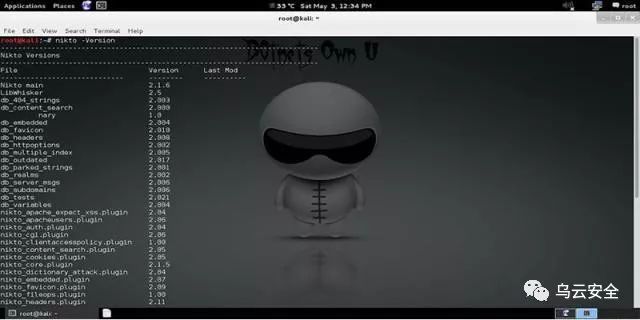 Applications Places 33 °C Sat May 3, 12:34 PM root
root@kali: ~
File Edit View Search Terminal Help
root@kali:~# nikto -Version
Own U
Nikto Versions
File Version Last Mod
Nikto main 2.1.6
LibWhisker 2.5
db_404_strings 2.003
db_content_search 2.000
nary 1.0
db_embedded 2.004
db_favicon 2.010
db_headers 2.008
db_httpoptions 2.002
db_multiple_index 2.005
db_outdated 2.017
db_parked_strings 2.001
db_realms 2.002
db_server_msgs 2.006
db_subdomains 2.006
db_tests 2.021
db_variables 2.004
nikto_apache_expect_xss.plugin 2.04
nikto_apacheusers.plugin 2.06
nikto_auth.plugin 2.04
nikto_cgi.plugin 2.06
nikto_clientaccesspolicy.plugin 1.00
nikto_content_search.plugin 2.05
nikto_cookies.plugin 2.05
nikto_core.plugin 2.1.5
nikto_dictionary_attack.plugin 2.04
nikto_embedded.plugin 2.07
nikto_favicon.plugin 2.09
nikto_fileops.plugin 1.00
nikto_headers.plugin 2.11
乌云安全
root@kali: ~